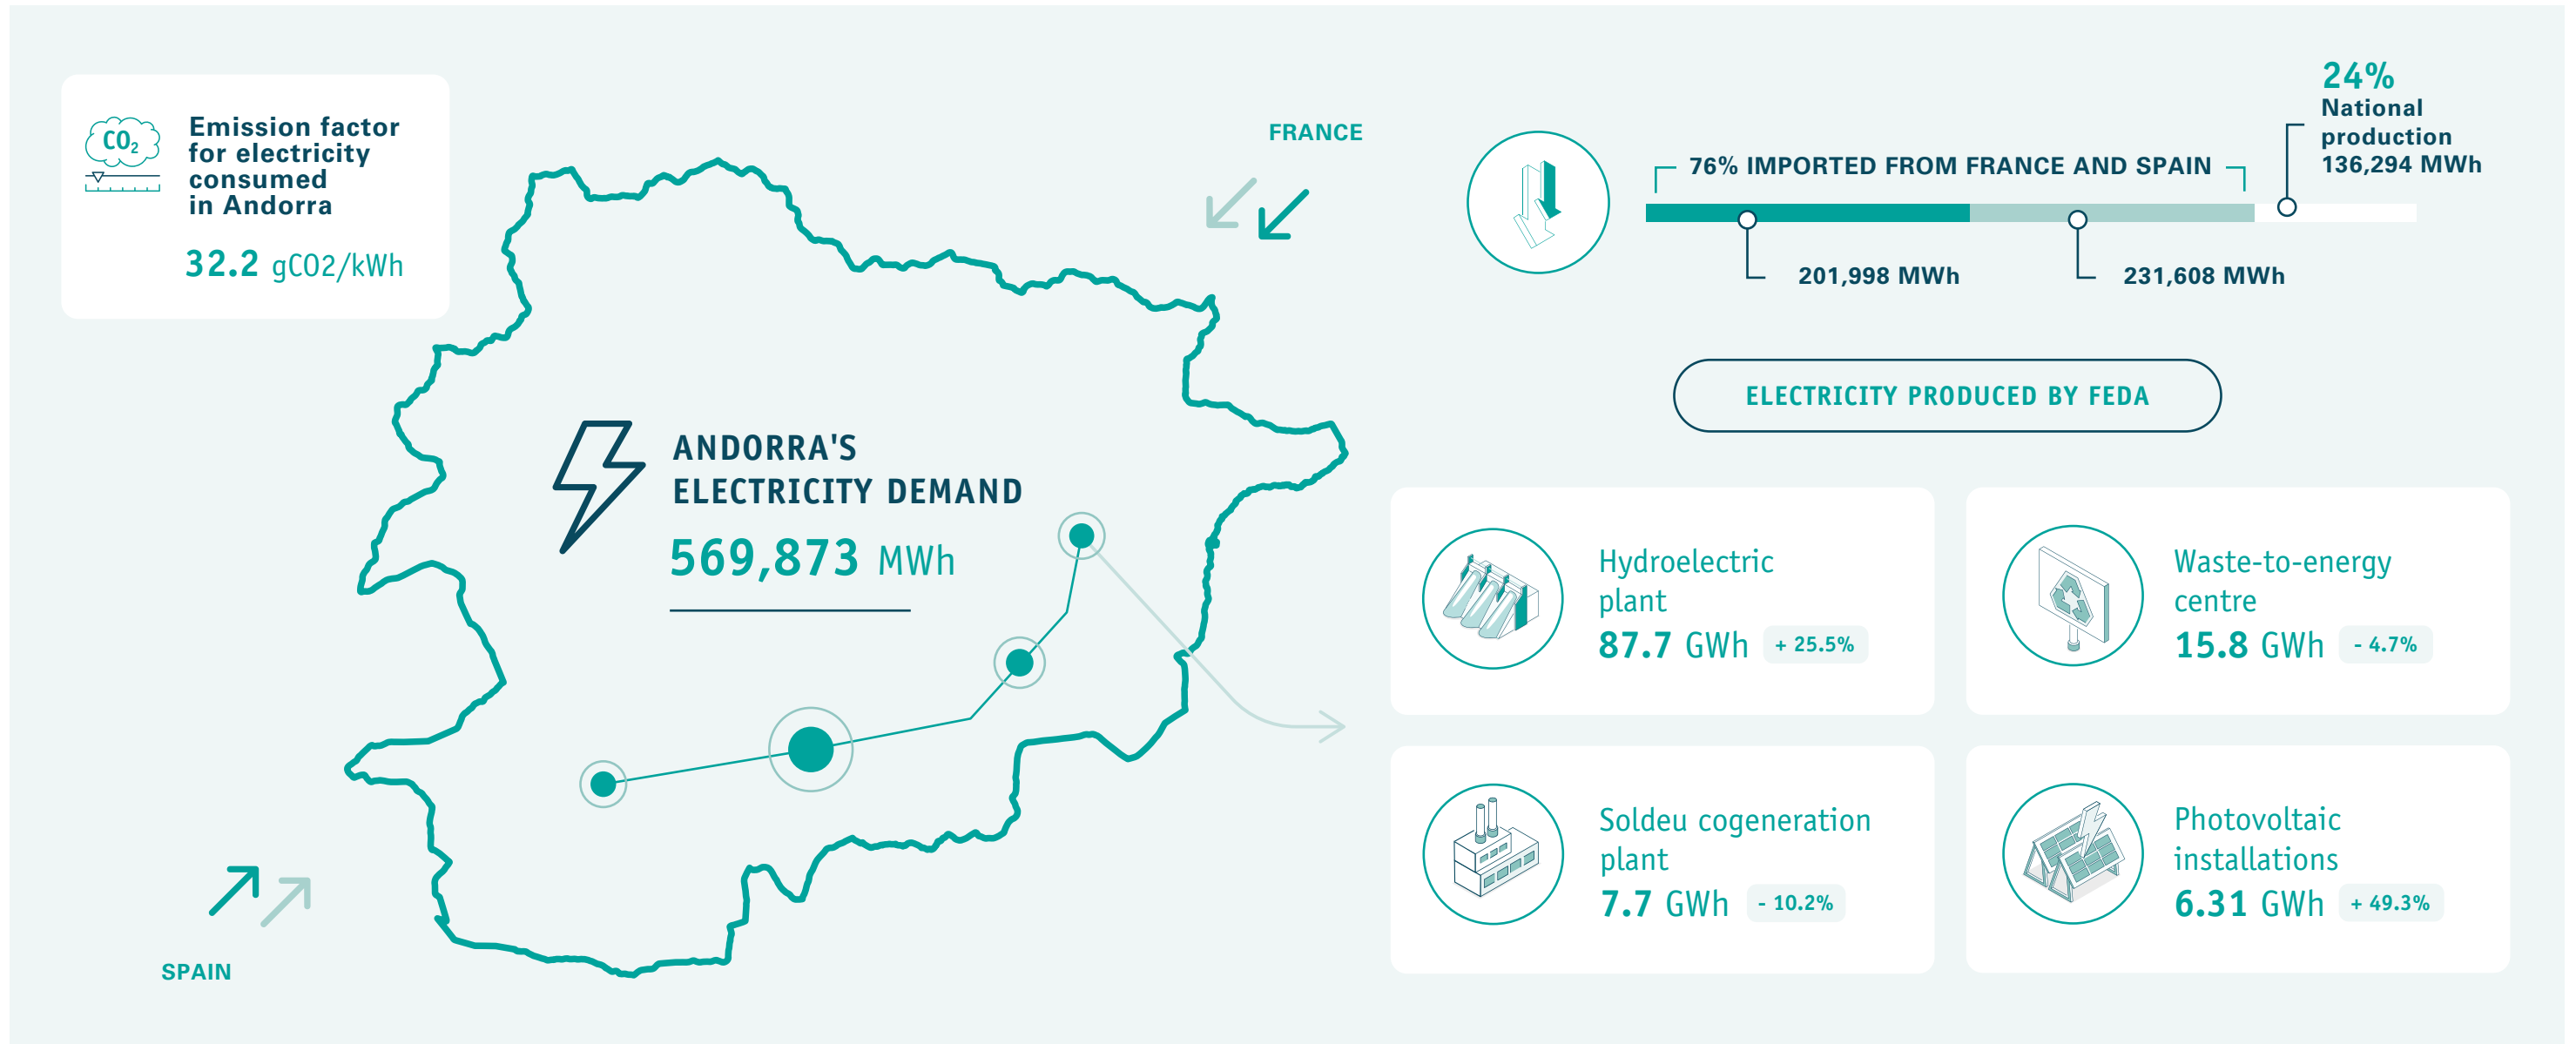 CO2
Emission factor
for electricity
consumed
in Andorra
32.2 gCO2/kWh
FRANCE
SPAIN
ANDORRA'S
ELECTRICITY DEMAND
569,873 MWh
76% IMPORTED FROM FRANCE AND SPAIN
24%
National
production
136,294 MWh
201,998 MWh
231,608 MWh
ELECTRICITY PRODUCED BY FEDA
Hydroelectric
plant
87.7 GWh + 25.5%
Waste-to-energy
centre
15.8 GWh - 4.7%
Soldeu cogeneration
plant
7.7 GWh - 10.2%
Photovoltaic
installations
6.31 GWh + 49.3%